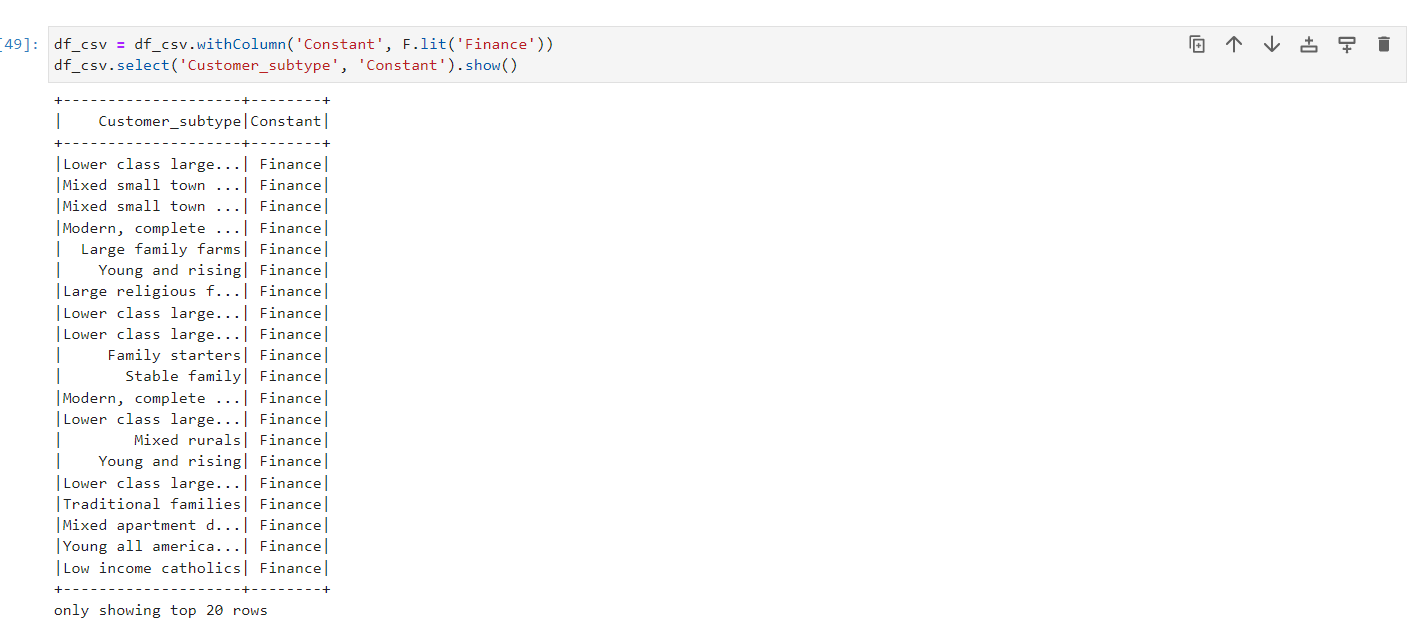 [49]: df_csv = df_csv.withColumn('Constant', F.lit('Finance'))
df_csv.select('Customer_subtype', 'Constant').show()
+--------------------+--------+
|    Customer_subtype|Constant|
+--------------------+--------+
|Lower class large...| Finance|
|Mixed small town ...| Finance|
|Mixed small town ...| Finance|
|Modern, complete ...| Finance|
|  Large family farms| Finance|
|    Young and rising| Finance|
|Large religious f...| Finance|
|Lower class large...| Finance|
|Lower class large...| Finance|
|     Family starters| Finance|
|       Stable family| Finance|
|Modern, complete ...| Finance|
|Lower class large...| Finance|
|        Mixed rurals| Finance|
|    Young and rising| Finance|
|Lower class large...| Finance|
|Traditional families| Finance|
|Mixed apartment d...| Finance|
|Young all america...| Finance|
|Low income catholics| Finance|
+--------------------+--------+
only showing top 20 rows